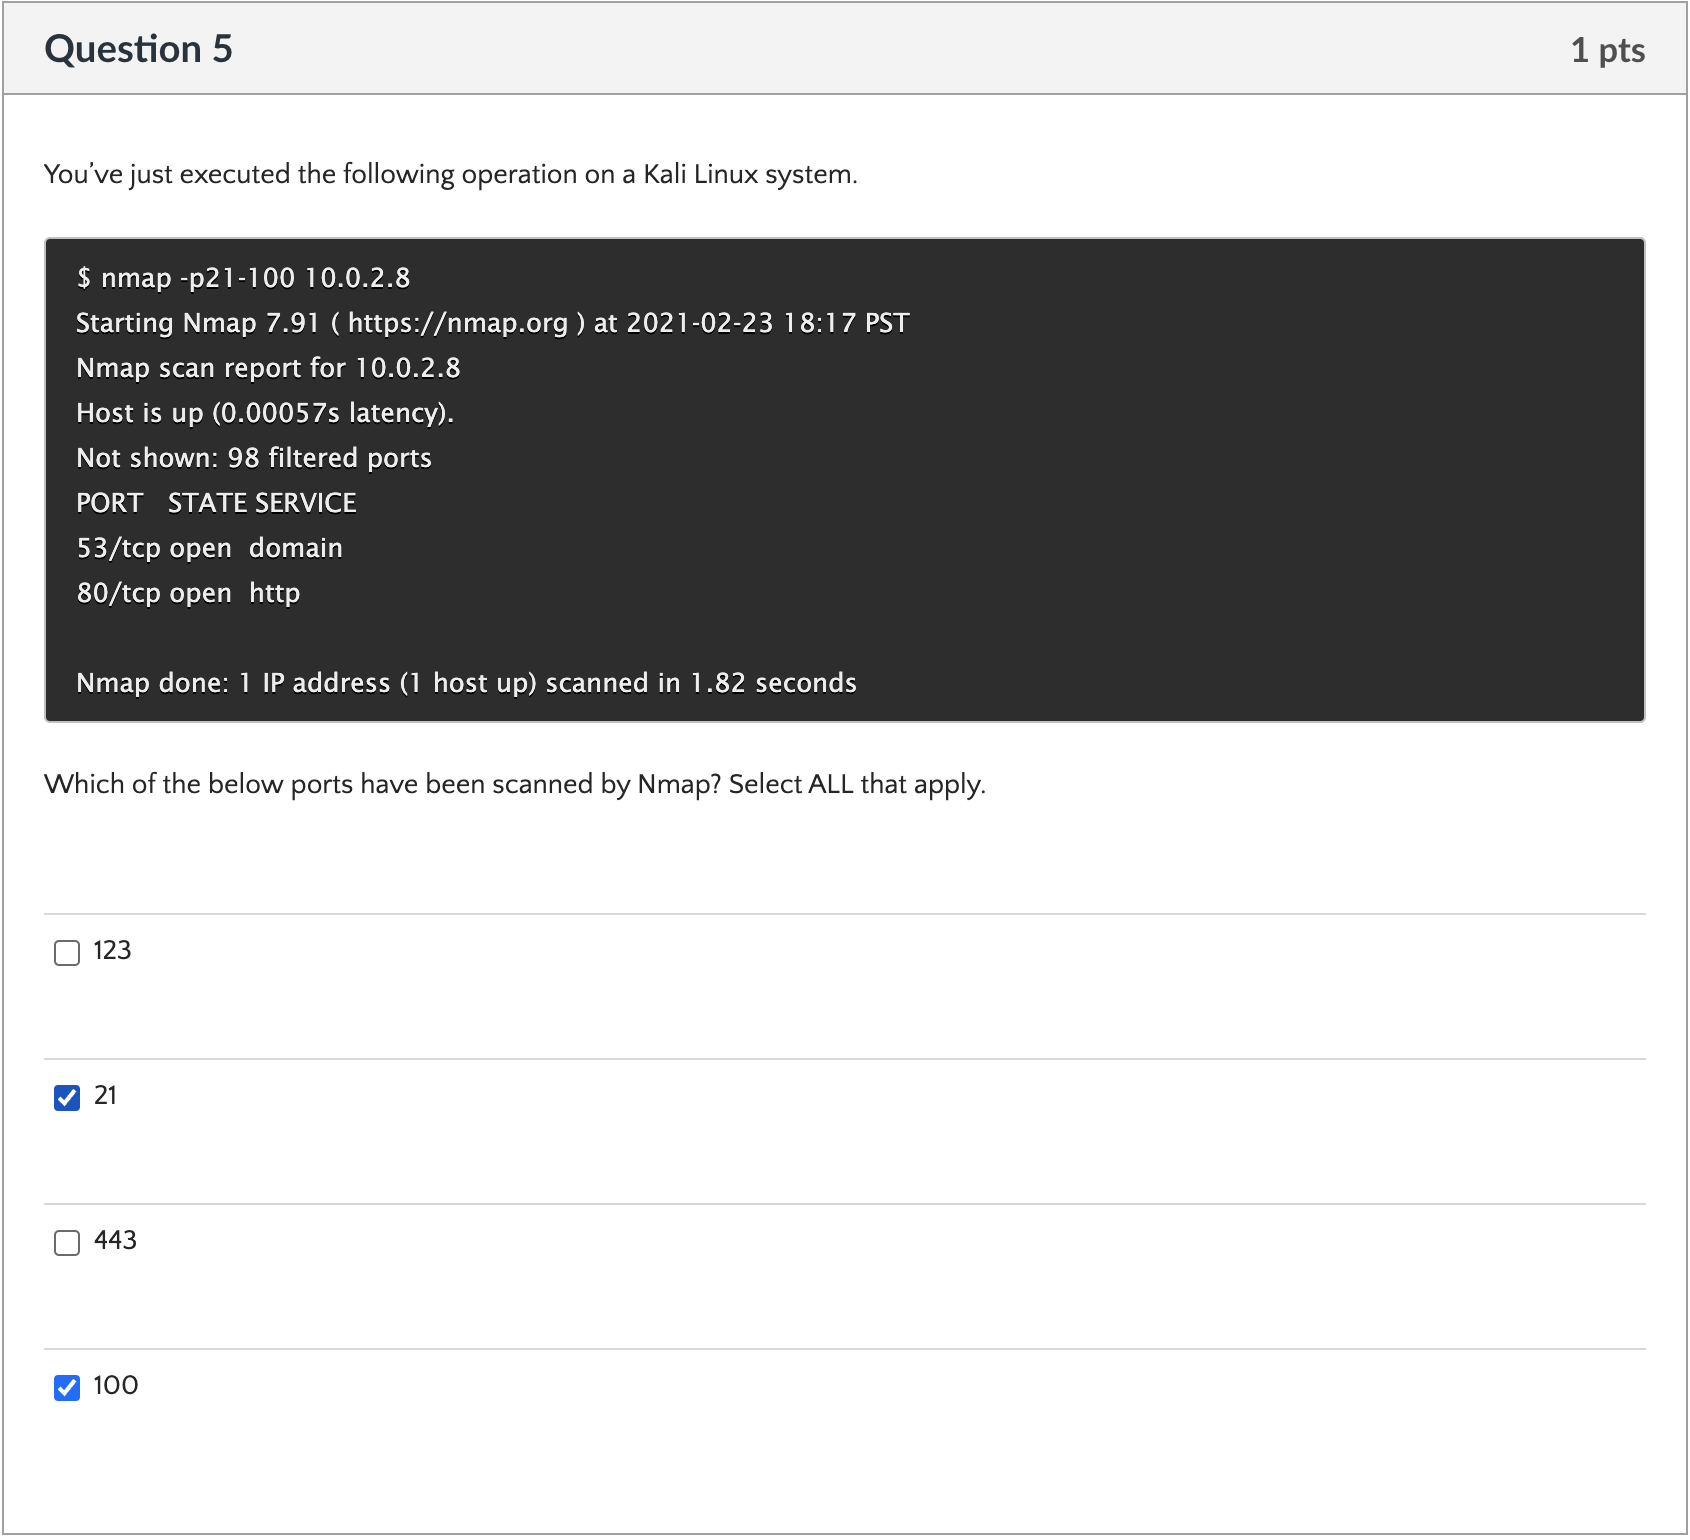 Question 5
1 pts
You’ve just executed the following operation on a Kali Linux system.
$ nmap -p21-100 10.0.2.8
Starting Nmap 7.91 ( https://nmap.org ) at 2021-02-23 18:17 PST
Nmap scan report for 10.0.2.8
Host is up (0.00057s latency).
Not shown: 98 filtered ports
PORT   STATE SERVICE
53/tcp open  domain
80/tcp open  http
Nmap done: 1 IP address (1 host up) scanned in 1.82 seconds
Which of the below ports have been scanned by Nmap? Select ALL that apply.
123
21
443
100